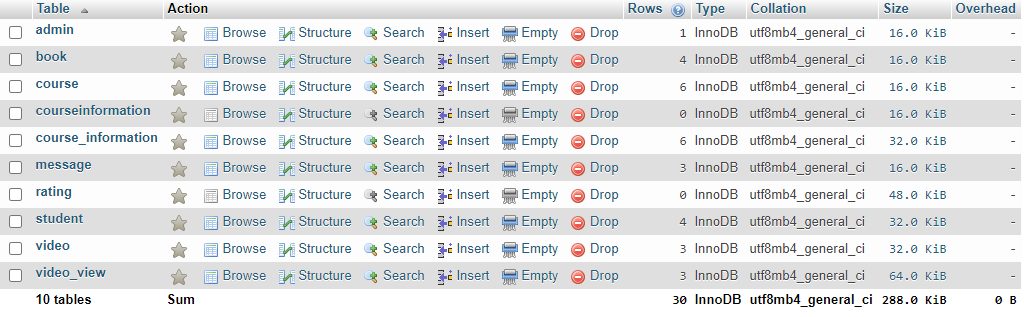 Table Action Rows Type Collation Size Overhead
admin Browse Structure Search Insert Empty Drop 1 InnoDB utf8mb4_general_ci 16.0 KiB -
book Browse Structure Search Insert Empty Drop 4 InnoDB utf8mb4_general_ci 16.0 KiB -
course Browse Structure Search Insert Empty Drop 6 InnoDB utf8mb4_general_ci 16.0 KiB -
courseinformation Browse Structure Search Insert Empty Drop 0 InnoDB utf8mb4_general_ci 16.0 KiB -
course_information Browse Structure Search Insert Empty Drop 6 InnoDB utf8mb4_general_ci 32.0 KiB -
message Browse Structure Search Insert Empty Drop 3 InnoDB utf8mb4_general_ci 16.0 KiB -
rating Browse Structure Search Insert Empty Drop 0 InnoDB utf8mb4_general_ci 48.0 KiB -
student Browse Structure Search Insert Empty Drop 4 InnoDB utf8mb4_general_ci 32.0 KiB -
video Browse Structure Search Insert Empty Drop 3 InnoDB utf8mb4_general_ci 32.0 KiB -
video_view Browse Structure Search Insert Empty Drop 3 InnoDB utf8mb4_general_ci 64.0 KiB -
10 tables Sum 30 InnoDB utf8mb4_general_ci 288.0 KiB 0 B